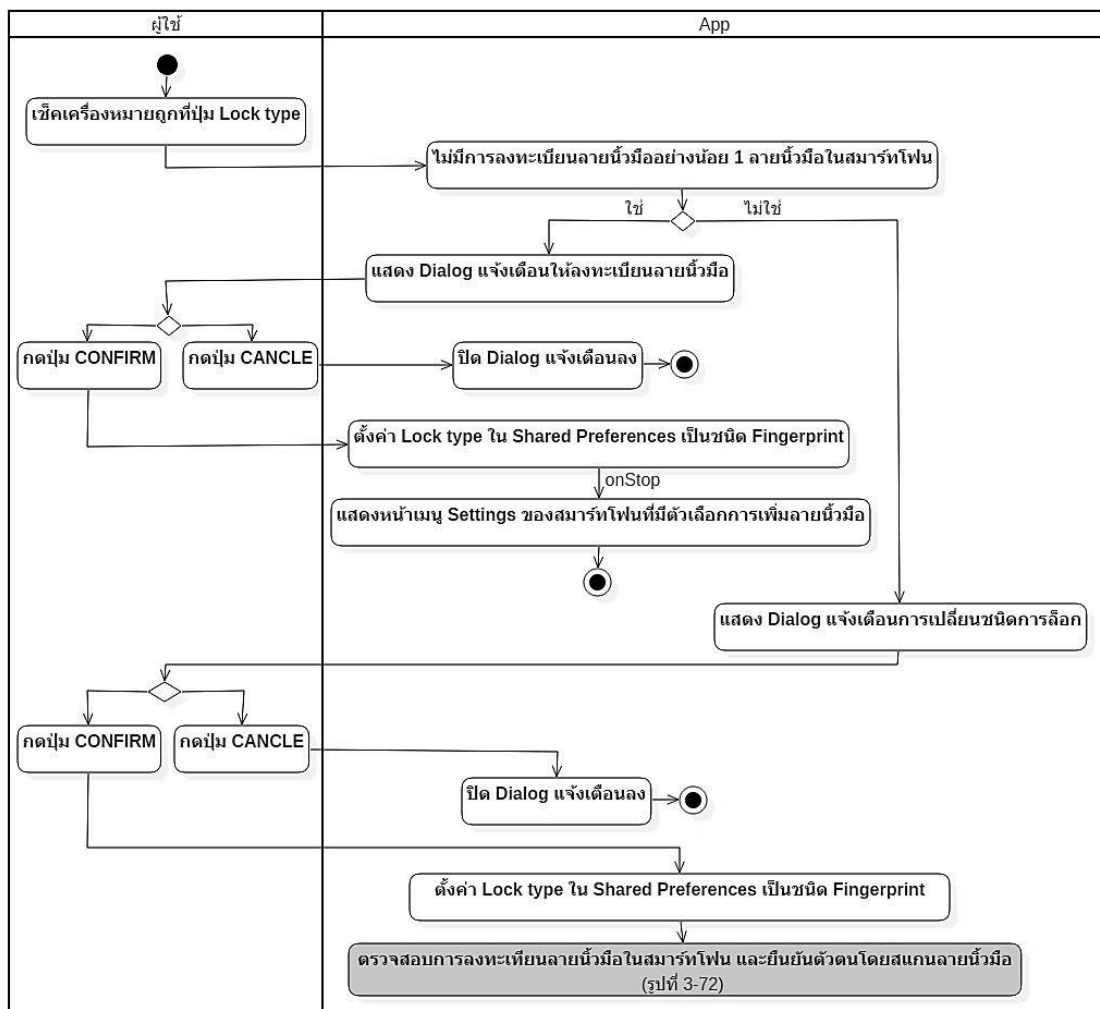 ผู้ใช้
App
เช็คเครื่องหมายถูกที่ปุ่ม Lock type
ไม่มีการลงทะเบียนลายนิ้วมืออย่างน้อย 1 ลายนิ้วมือในสมาร์ทโฟน
ใช่
ไม่ใช่
แสดง Dialog แจ้งเตือนให้ลงทะเบียนลายนิ้วมือ
กดปุ่ม CONFIRM
กดปุ่ม CANCLE
ปิด Dialog แจ้งเตือนลง
ตั้งค่า Lock type ใน Shared Preferences เป็นชนิด Fingerprint
onStop
แสดงหน้าเมนู Settings ของสมาร์ทโฟนที่มีตัวเลือกการเพิ่มลายนิ้วมือ
แสดง Dialog แจ้งเตือนการเปลี่ยนชนิดการล็อก
กดปุ่ม CONFIRM
กดปุ่ม CANCLE
ปิด Dialog แจ้งเตือนลง
ตั้งค่า Lock type ใน Shared Preferences เป็นชนิด Fingerprint
ตรวจสอบการลงทะเทียนลายนิ้วมือในสมาร์ทโฟน และยืนยันตัวตนโดยสแกนลายนิ้วมือ
(รูปที่ 3-72)